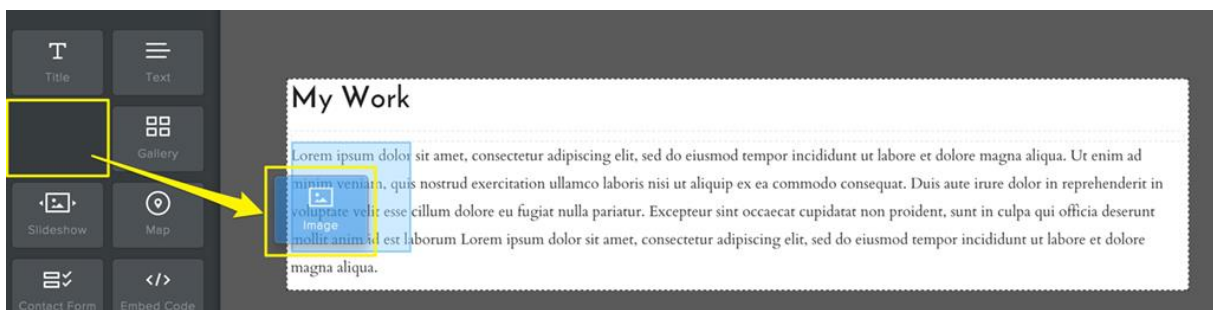 T
Title
Text
Gallery
Slideshow
Map
Contact Form
</>
Embed Code
My Work
Lorem ipsum dolor sit amet, consectetur adipiscing elit, sed do eiusmod tempor incididunt ut labore et dolore magna aliqua. Ut enim ad
minim veniam, quis nostrud exercitation ullamco laboris nisi ut aliquip ex ea commodo consequat. Duis aute irure dolor in reprehenderit in
voluptate velit esse cillum dolore eu fugiat nulla pariatur. Excepteur sint occaecat cupidatat non proident, sunt in culpa qui officia deserunt
mollit anim id est laborum Lorem ipsum dolor sit amet, consectetur adipiscing elit, sed do eiusmod tempor incididunt ut labore et dolore
magna aliqua.
Image